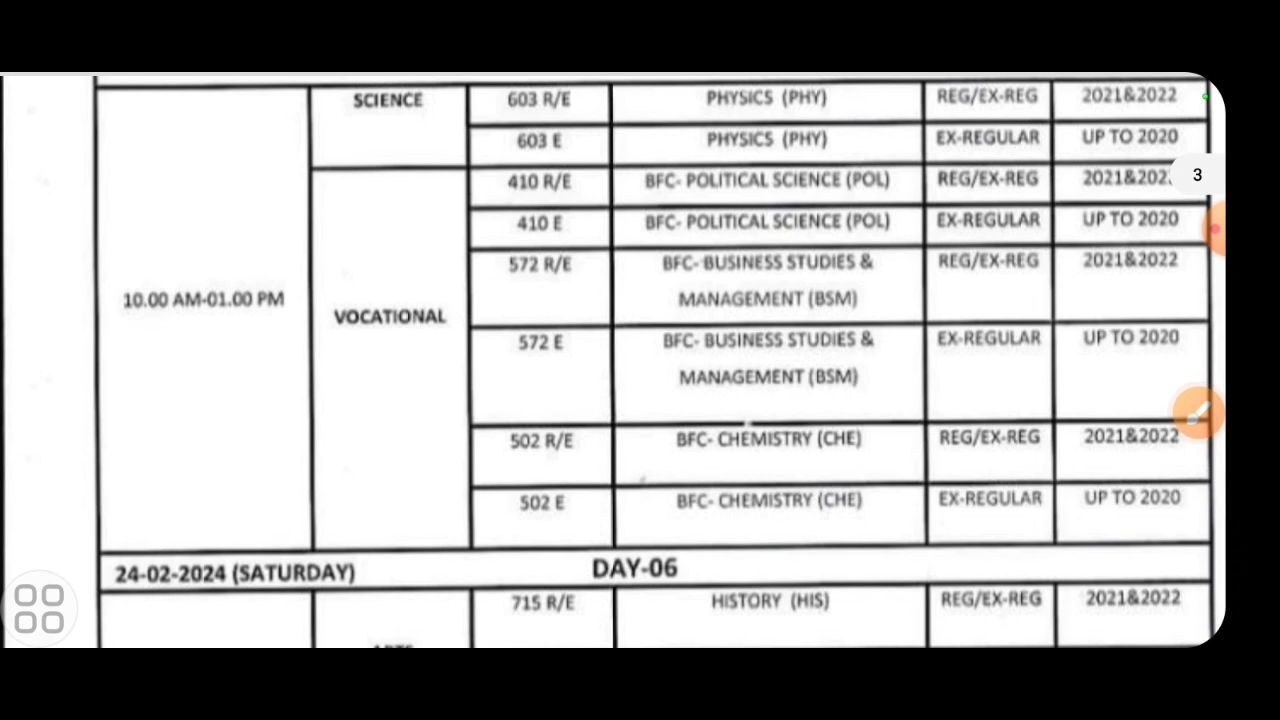 SCIENCE 603 R/E PHYSICS (PHY) REG/EX-REG 2021&2022
603 E PHYSICS (PHY) EX-REGULAR UP TO 2020
10.00 AM-01.00 PM VOCATIONAL 410 R/E BFC- POLITICAL SCIENCE (POL) REG/EX-REG
3
410 E BFC- POLITICAL SCIENCE (POL) EX-REGULAR UP TO 2020
572 R/E BFC- BUSINESS STUDIES & REG/EX-REG 2021&2022
MANAGEMENT (BSM)
572 E BFC- BUSINESS STUDIES & EX-REGULAR UP TO 2020
MANAGEMENT (BSM)
502 R/E BFC- CHEMISTRY (CHE) REG/EX-REG 2021&2022
502 E BFC- CHEMISTRY (CHE) EX-REGULAR UP TO 2020
24-02-2024 (SATURDAY) DAY-06
715 R/E HISTORY (HIS) REG/EX-REG 2021&2022